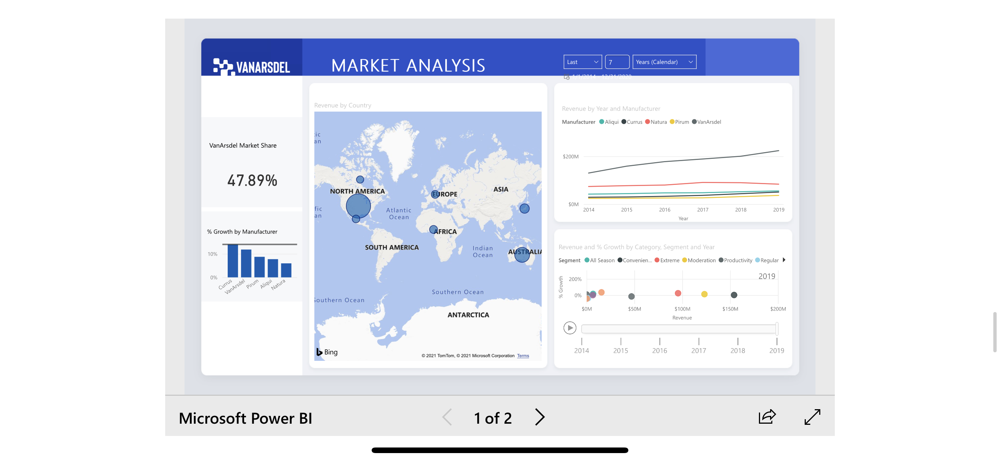 VANARSDEL
MARKET ANALYSIS
Last
7
Years (Calendar)
1/1/2014 - 12/31/2020
VanArsdel Market Share
47.89%
% Growth by Manufacturer
10%
0%
Currus
VanArsdel
Pirum
Aliqui
Natura
Revenue by Country
ic
an
NORTH AMERICA
EUROPE
ASIA
fic
an
Atlantic
Ocean
AFRICA
SOUTH AMERICA
Indian
Ocean
AUSTRALIA
Southern Ocean
Southern Ocean
ANTARCTICA
Bing
© 2021 TomTom, © 2021 Microsoft Corporation Terms
Revenue by Year and Manufacturer
Manufacturer Aliqui Currus Natura Pirum VanArsdel
$200M
$0M
2014 2015 2016 2017 2018 2019
Year
Revenue and % Growth by Category, Segment and Year
Segment All Season Convenien... Extreme Moderation Productivity Regular
% Growth
2019
200%
0%
$0M $50M $100M $150M $200M
Revenue
2014 2015 2016 2017 2018 2019
Microsoft Power BI
1 of 2